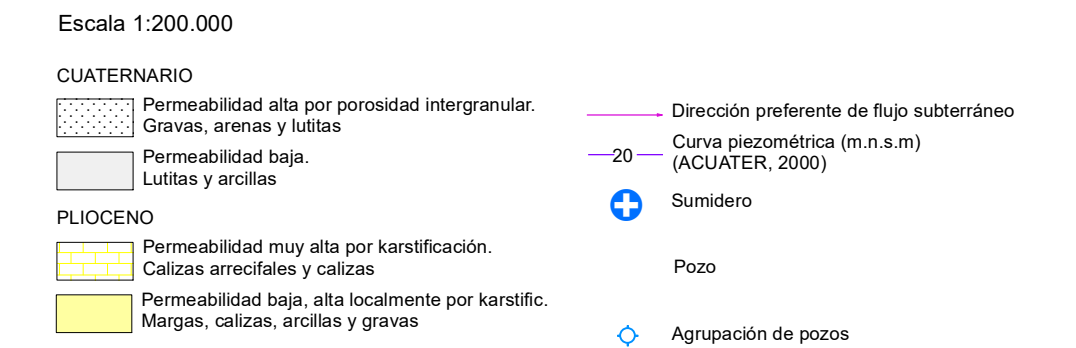 Escala 1:200.000
CUATERNARIO
Permeabilidad alta por porosidad intergranular.
Gravas, arenas y lutitas
Permeabilidad baja.
Lutitas y arcillas
PLIOCENO
Permeabilidad muy alta por karstificación.
Calizas arrecifales y calizas
Permeabilidad baja, alta localmente por karstific.
Margas, calizas, arcillas y gravas
Dirección preferente de flujo subterráneo
20
Curva piezométrica (m.n.s.m)
(ACUATER, 2000)
Sumidero
Pozo
Agrupación de pozos